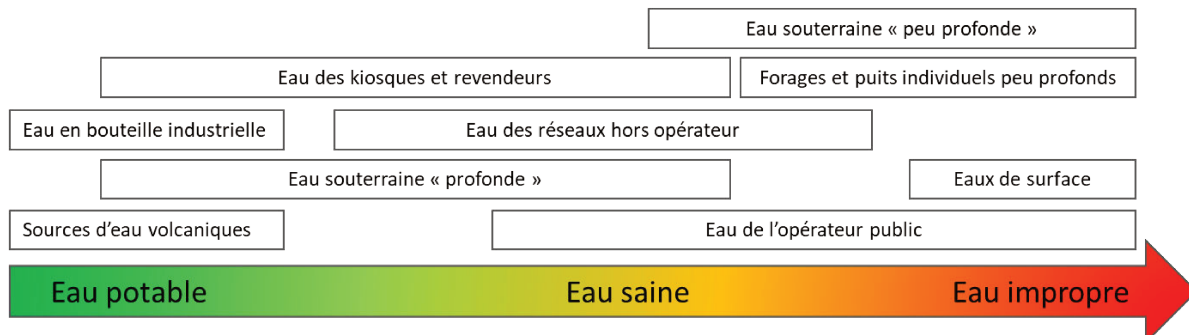 Eau souterraine « peu profonde »
Eau des kiosques et revendeurs
Forages et puits individuels peu profonds
Eau en bouteille industrielle
Eau des réseaux hors opérateur
Eau souterraine « profonde »
Eaux de surface
Sources d’eau volcaniques
Eau de l’opérateur public
Eau potable
Eau saine
Eau impropre